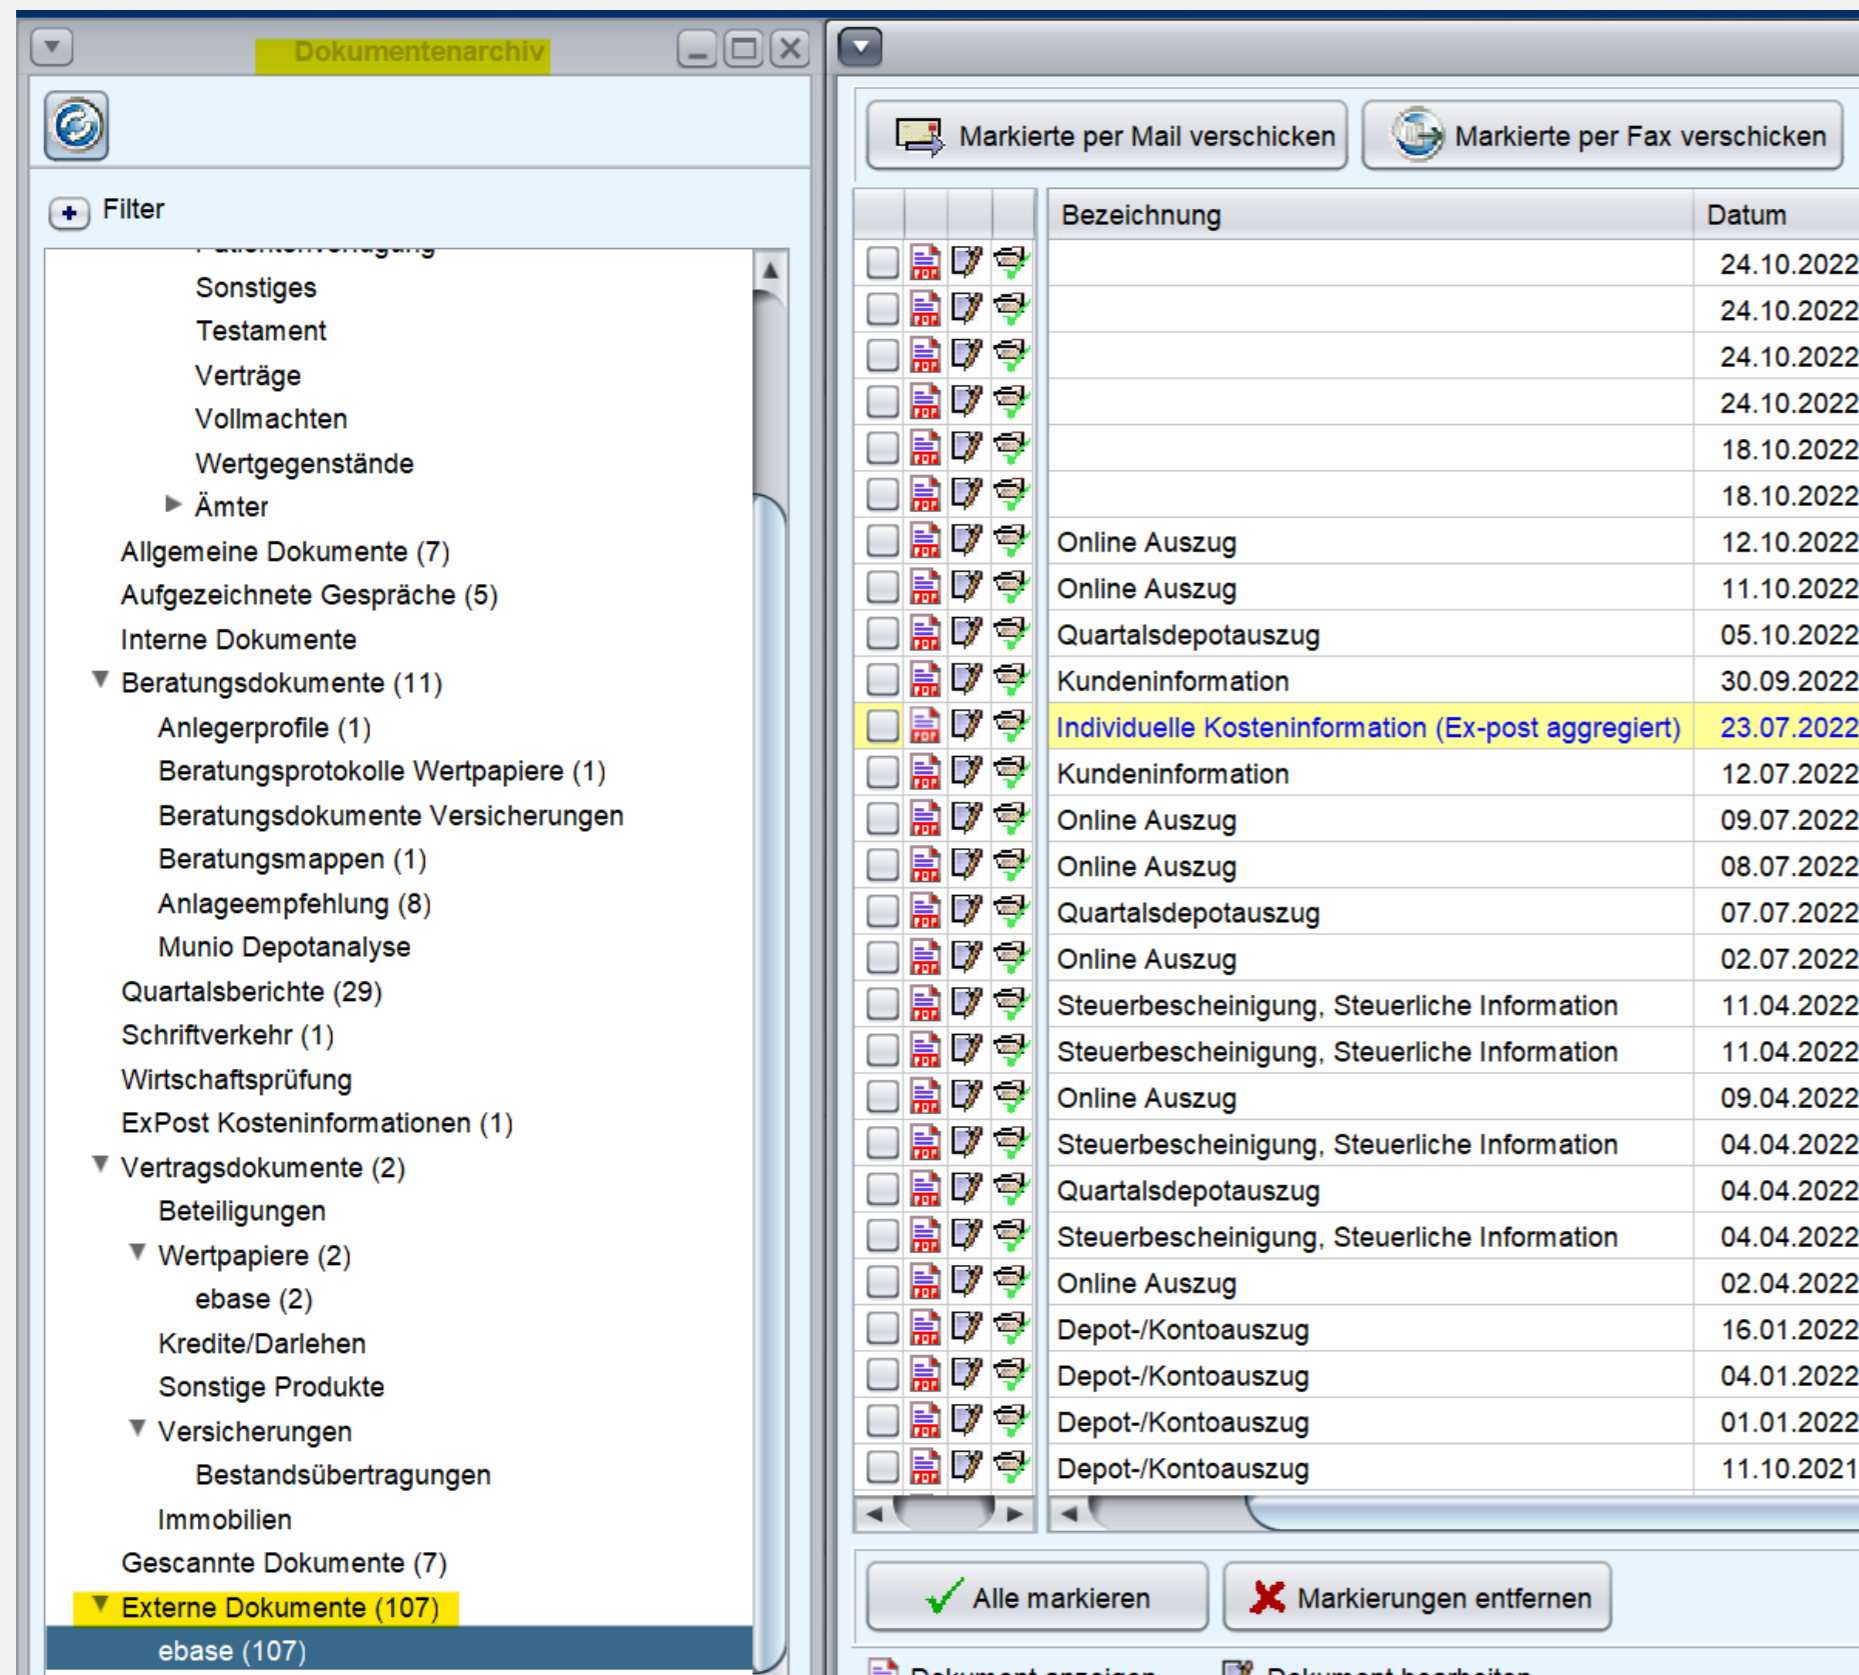 Dokumentenarchiv
Filter
Patientenverfügung
Sonstiges
Testament
Verträge
Vollmachten
Wertgegenstände
Ämter
Allgemeine Dokumente (7)
Aufgezeichnete Gespräche (5)
Interne Dokumente
Beratungsdokumente (11)
Anlegerprofile (1)
Beratungsprotokolle Wertpapiere (1)
Beratungsdokumente Versicherungen
Beratungsmappen (1)
Anlageempfehlung (8)
Munio Depotanalyse
Quartalsberichte (29)
Schriftverkehr (1)
Wirtschaftsprüfung
ExPost Kosteninformationen (1)
Vertragsdokumente (2)
Beteiligungen
Wertpapiere (2)
ebase (2)
Kredite/Darlehen
Sonstige Produkte
Versicherungen
Bestandsübertragungen
Immobilien
Gescannte Dokumente (7)
Externe Dokumente (107)
ebase (107)
Markierte per Mail verschicken Markierte per Fax verschicken
Bezeichnung Datum
24.10.2022
24.10.2022
24.10.2022
24.10.2022
18.10.2022
18.10.2022
Online Auszug 12.10.2022
Online Auszug 11.10.2022
Quartalsdepotauszug 05.10.2022
Kundeninformation 30.09.2022
Individuelle Kosteninformation (Ex-post aggregiert) 23.07.2022
Kundeninformation 12.07.2022
Online Auszug 09.07.2022
Online Auszug 08.07.2022
Quartalsdepotauszug 07.07.2022
Online Auszug 02.07.2022
Steuerbescheinigung, Steuerliche Information 11.04.2022
Steuerbescheinigung, Steuerliche Information 11.04.2022
Online Auszug 09.04.2022
Steuerbescheinigung, Steuerliche Information 04.04.2022
Quartalsdepotauszug 04.04.2022
Steuerbescheinigung, Steuerliche Information 04.04.2022
Online Auszug 02.04.2022
Depot-/Kontoauszug 16.01.2022
Depot-/Kontoauszug 04.01.2022
Depot-/Kontoauszug 01.01.2022
Depot-/Kontoauszug 11.10.2021
Alle markieren Markierungen entfernen
Dokument anzeigen Dokument bearbeiten